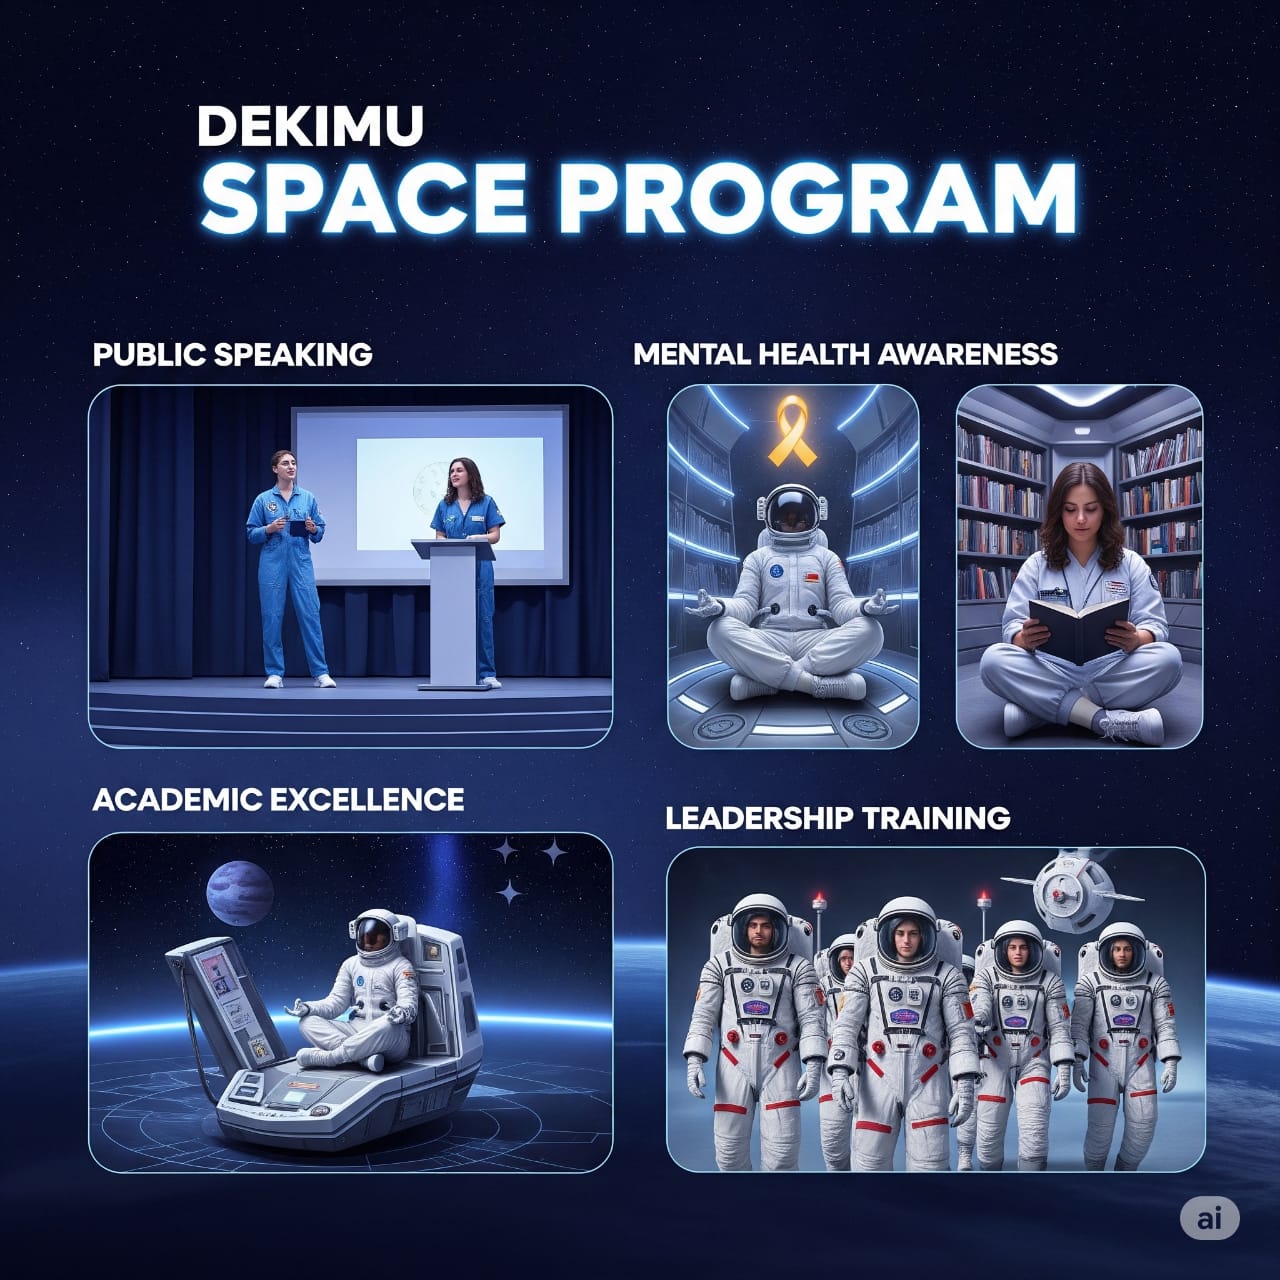 DEKIMU
SPACE PROGRAM
PUBLIC SPEAKING
MENTAL HEALTH AWARENESS
ACADEMIC EXCELLENCE
LEADERSHIP TRAINING
ai